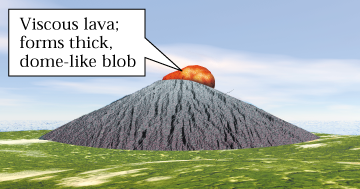 Viscous lava;
forms thick,
dome-like blob